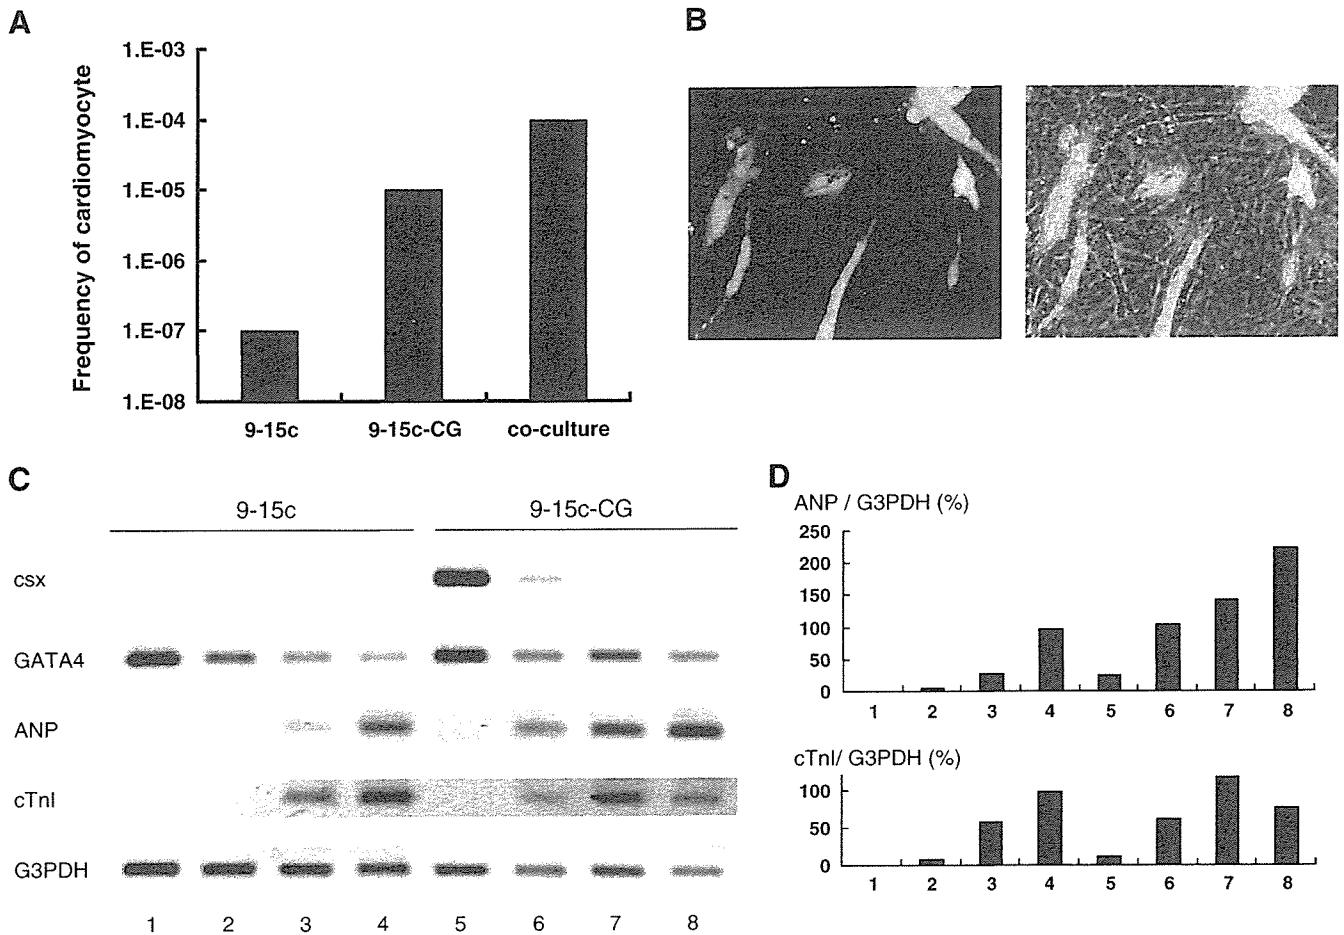 A
Frequency of cardiomyocyte
1.E-03
1.E-04
1.E-05
1.E-06
1.E-07
1.E-08
9-15c 9-15c-CG co-culture
B
C
9-15c 9-15c-CG
csx
GATA4
ANP
cTnI
G3PDH
1 2 3 4 5 6 7 8
D
ANP / G3PDH (%)
250
200
150
100
50
0
1 2 3 4 5 6 7 8
cTnI/ G3PDH (%)
100
50
0
1 2 3 4 5 6 7 8